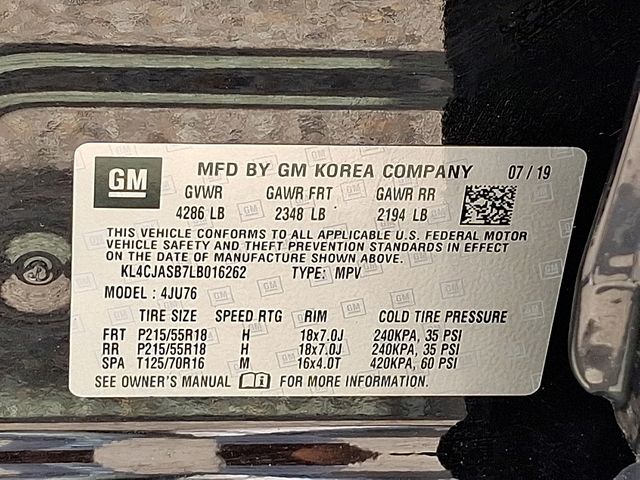 GM MFD BY GM KOREA COMPANY 07/19
GVWR GAWR FRT GAWR RR
4286 LB 2348 LB 2194 LB
THIS VEHICLE CONFORMS TO ALL APPLICABLE U.S. FEDERAL MOTOR
VEHICLE SAFETY AND THEFT PREVENTION STANDARDS IN EFFECT
ON THE DATE OF MANUFACTURE SHOWN ABOVE.
KL4CJASB7LB016262 TYPE: MPV
MODEL : 4JU76
TIRE SIZE SPEED RTG RIM COLD TIRE PRESSURE
FRT P215/55R18 H 18x7.0J 240KPA, 35 PSI
RR P215/55R18 H 18x7.0J 240KPA, 35 PSI
SPA T125/70R16 M 16x4.0T 420KPA, 60 PSI
SEE OWNER'S MANUAL FOR MORE INFORMATION